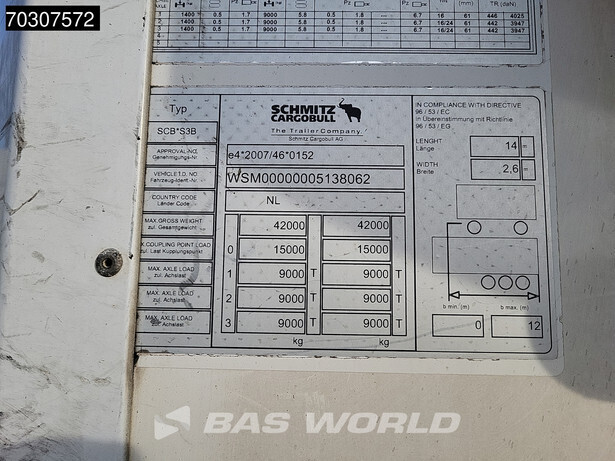 70307572
AXLE 1400 0.5 1.7 9000 5.8 0.5 1.8 ---- 6.7 16 61 446 4025
1400 0.5 1.7 9000 5.8 0.5 1.8 ---- 6.7 16/24 61 442 3947
1400 0.5 1.7 9000 5.8 0.5 1.8 ---- 6.7 16/24 61 442 3947
Typ
SCB*S3B
SCHMITZ
CARGOBULL
The Trailer Company.
Schmitz Cargobull AG
IN COMPLIANCE WITH DIRECTIVE
96 / 53 / EC
in Übereinstimmung mit Richtlinie
96 / 53 / EG
APPROVAL-NO.
Genehmigungs-Nr.
e4*2007/46*0152
LENGHT
Länge
14 m
VEHICLE T.D. NO
Fahrzeug-Ident.-Nr.
WSM00000005138062
WIDTH
Breite
2,6 m
COUNTRY CODE
Länder Code
NL
MAX.GROSS WEIGHT
zul. Gesamtgewicht
42000 42000
COUPLING POINT LOAD
zul. Last Kupplungspunkt
0 15000 15000
MAX. AXLE LOAD
zul. Achslast
1 9000 T 9000 T
MAX. AXLE LOAD
zul. Achslast
2 9000 T 9000 T
MAX. AXLE LOAD
zul. Achslast
3 9000 T 9000 T
kg kg
b min. (m) b max. (m)
0 12
BAS WORLD